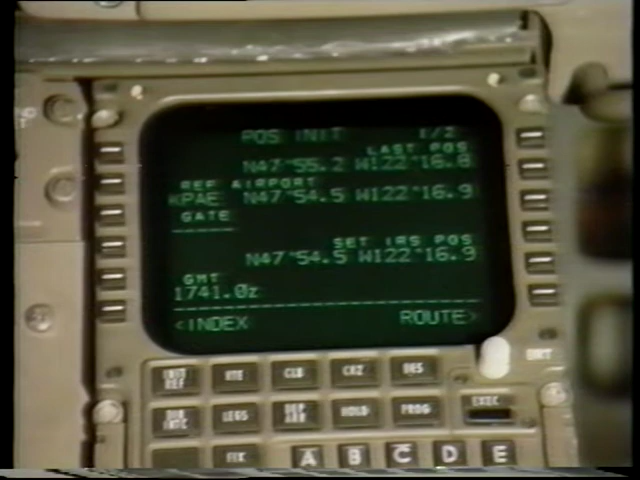 POS INIT 1/2
LAST POS
N47°55.2 W122°16.8
REF AIRPORT
KPAE N47°54.5 W122°16.9
GATE
-----
SET IRS POS
N47°54.5 W122°16.9
GMT
1741.0z
<INDEX ROUTE>
INIT REF RTE CLB CRZ DES
DIR INTC LEGS DEP ARR HOLD PROG EXEC
BRT
FIX A B C D E